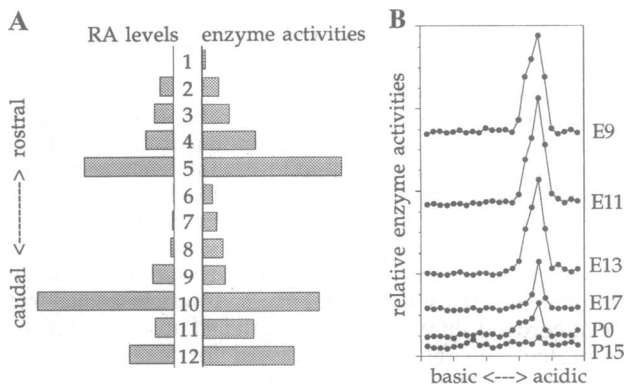 A
RA levels enzyme activities
caudal <----------> rostral
1
2
3
4
5
6
7
8
9
10
11
12
B
relative enzyme activities
E9
E11
E13
E17
P0
P15
basic <---> acidic